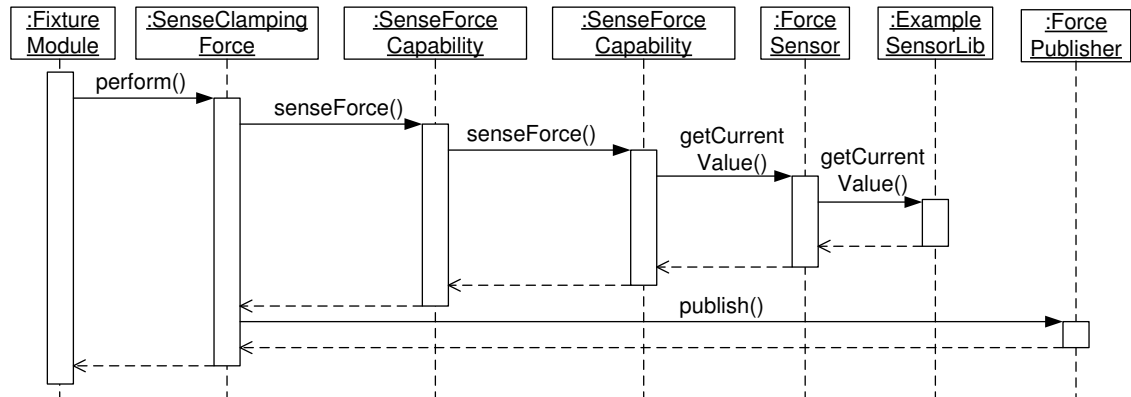 :Fixture
Module
:SenseClamping
Force
:SenseForce
Capability
:SenseForce
Capability
:Force
Sensor
:Example
SensorLib
:Force
Publisher
perform()
senseForce()
senseForce()
getCurrent
Value()
getCurrent
Value()
publish()